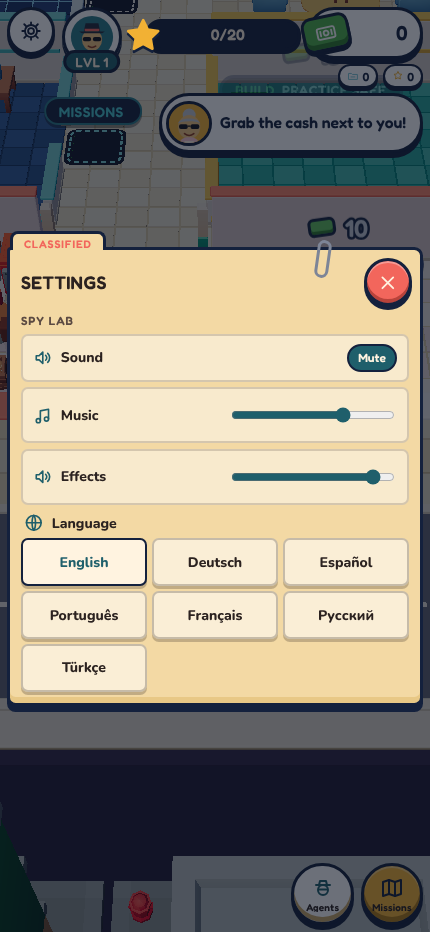 0/20
0
LVL 1
0
0
BUILD PRACTICE
MISSIONS
Grab the cash next to you!
10
CLASSIFIED
SETTINGS
SPY LAB
Sound
Mute
Music
Effects
Language
English
Deutsch
Español
Português
Français
Русский
Türkçe
Agents
Missions